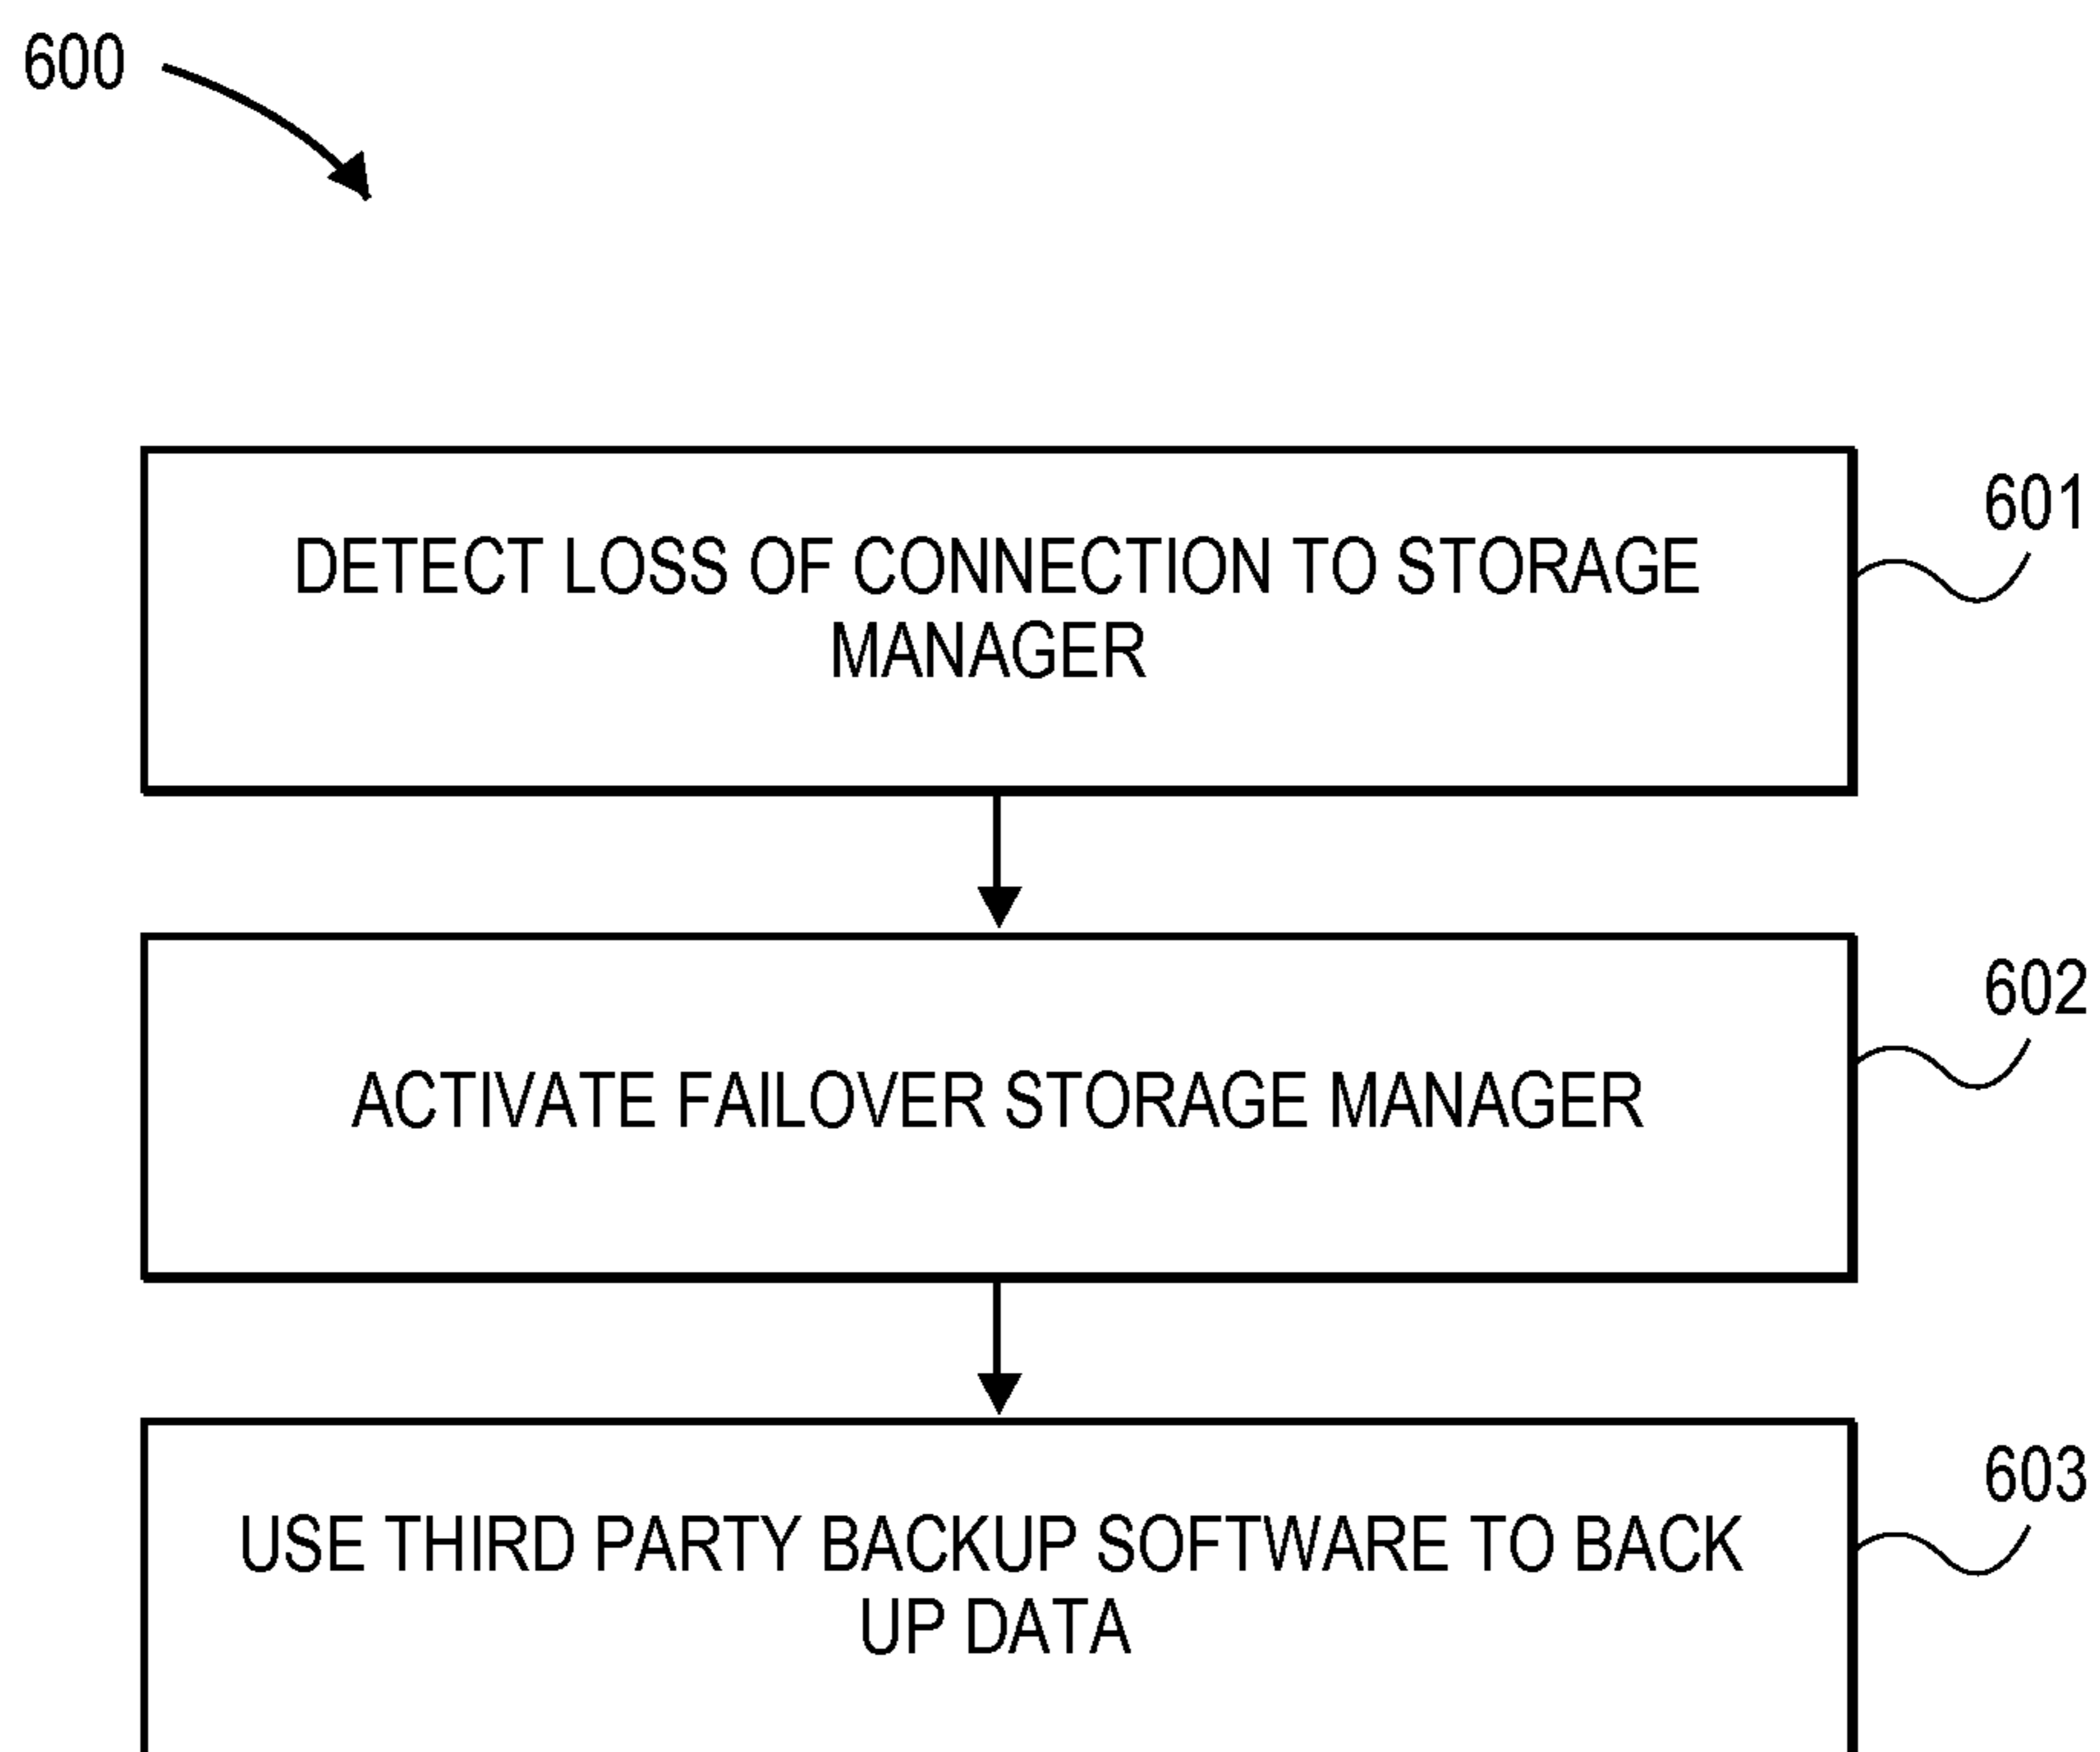 600
601
DETECT LOSS OF CONNECTION TO STORAGE
MANAGER
602
ACTIVATE FAILOVER STORAGE MANAGER
603
USE THIRD PARTY BACKUP SOFTWARE TO BACK
UP DATA